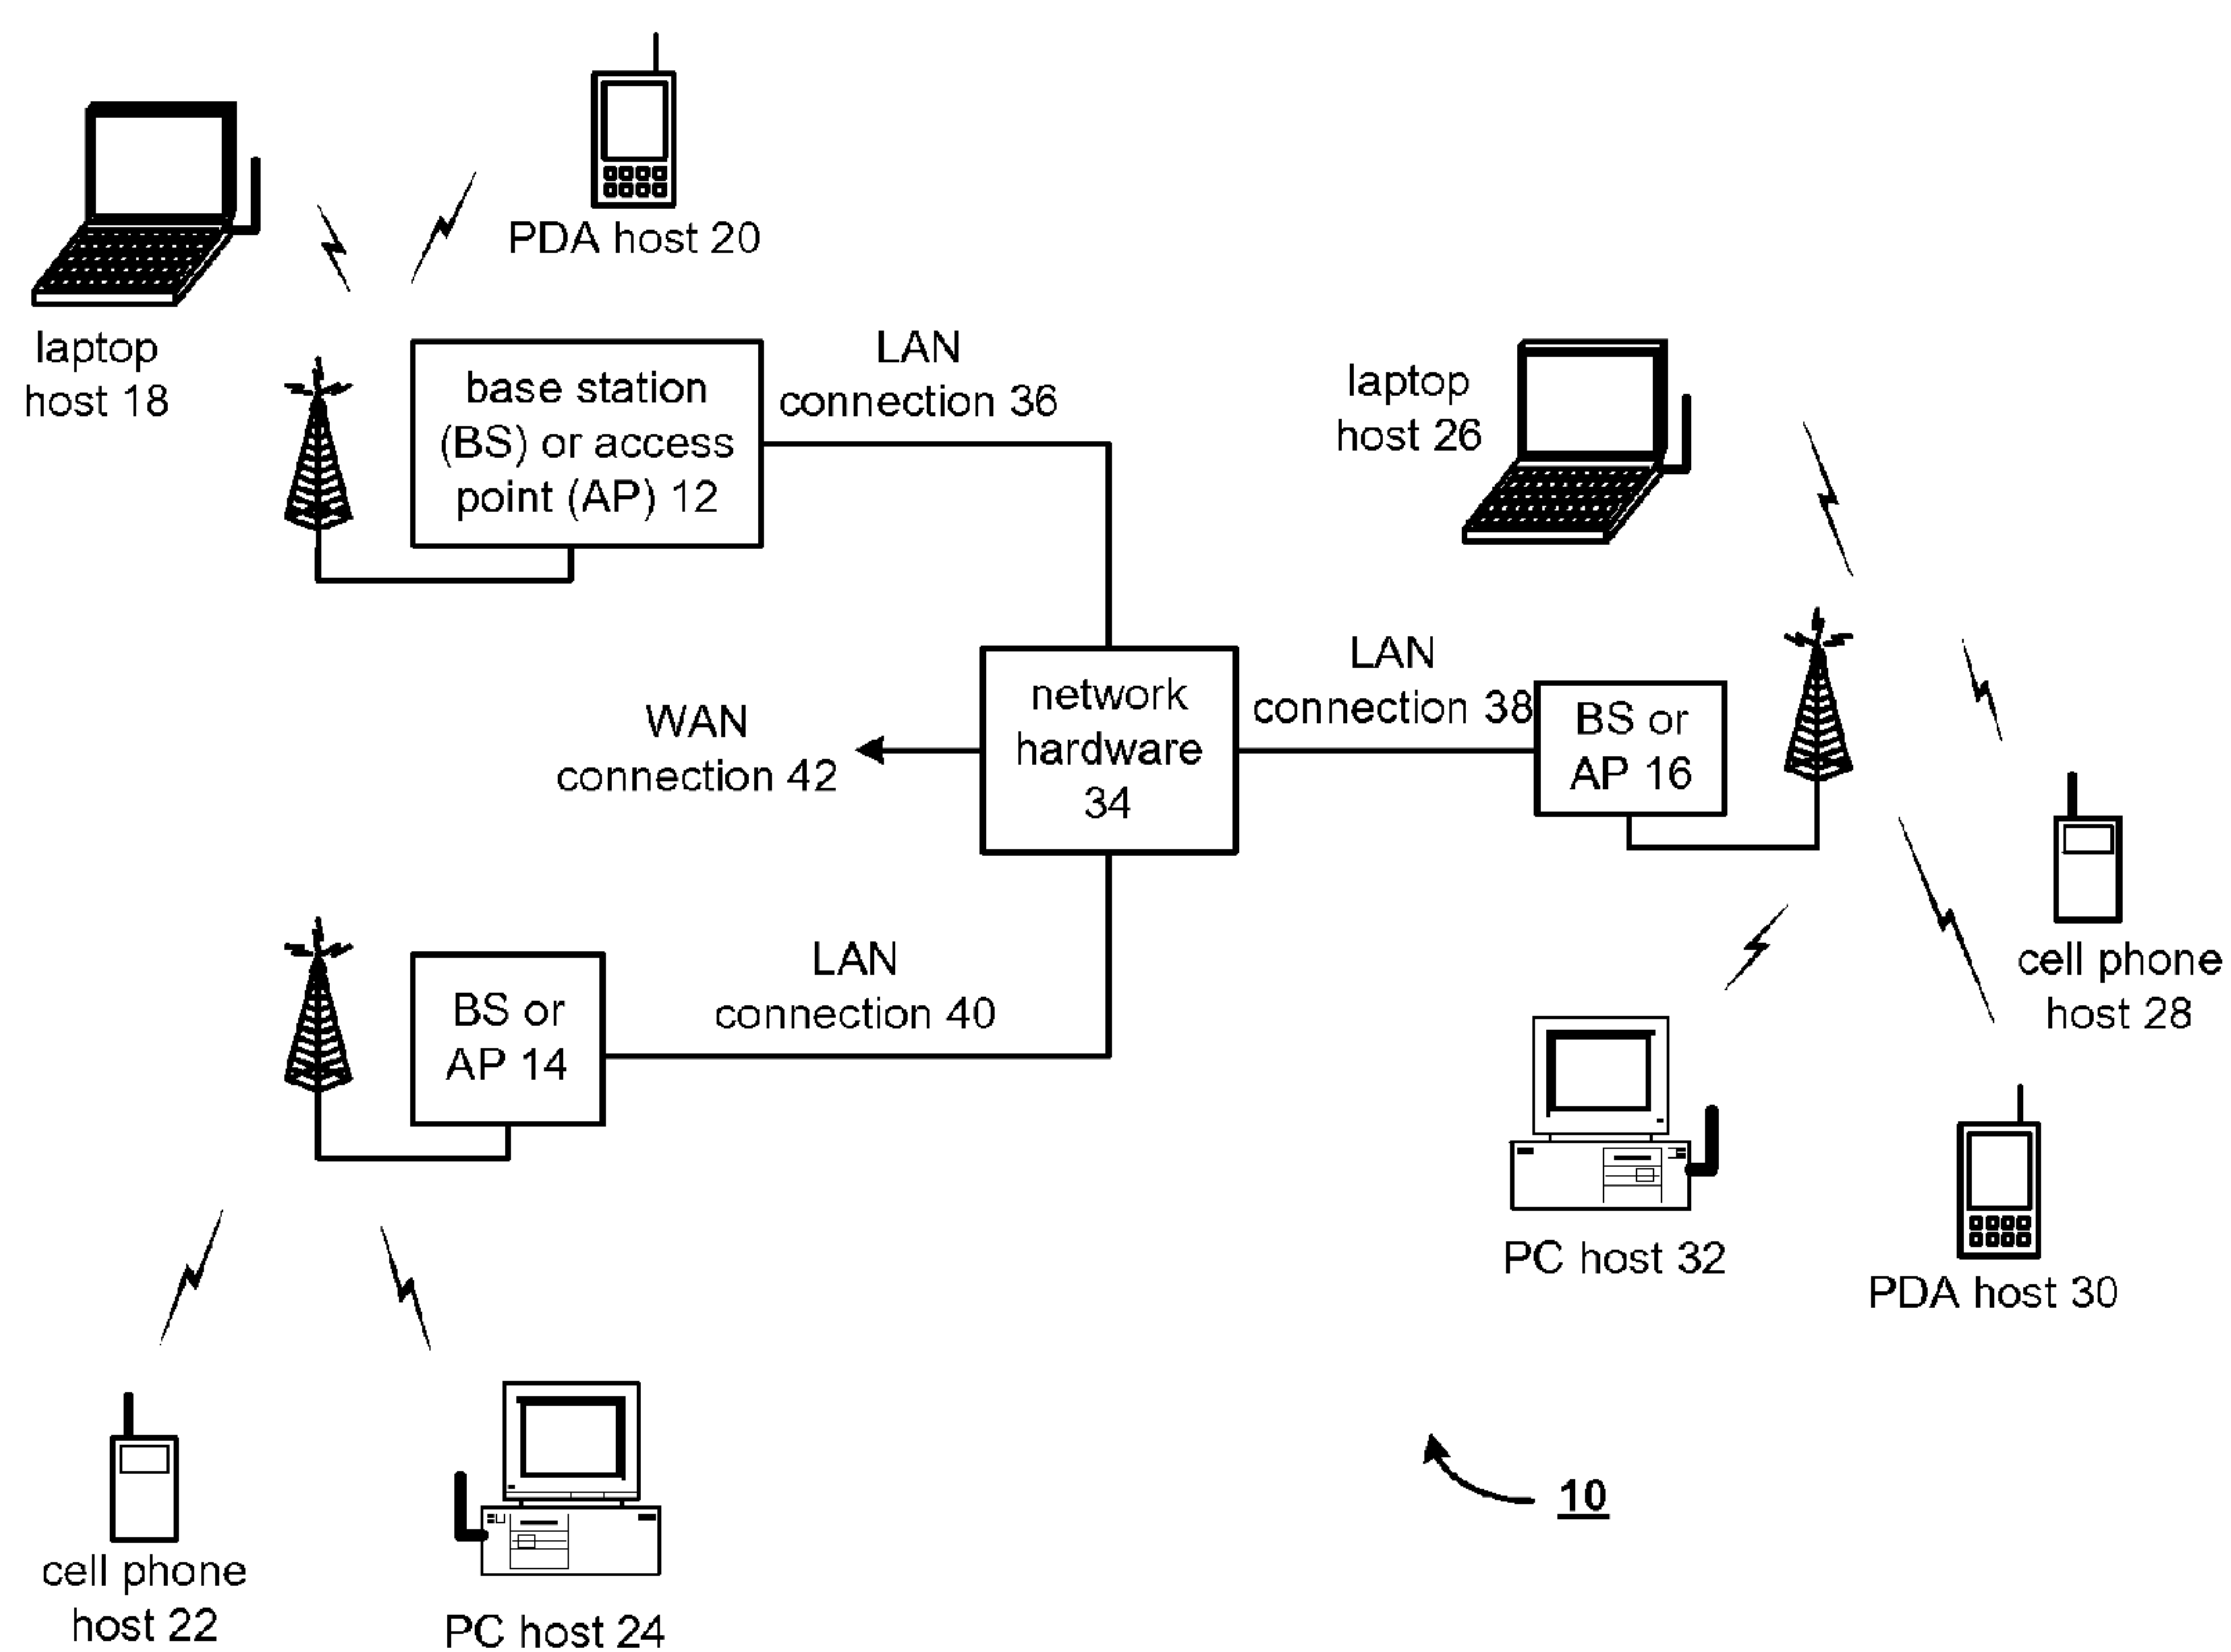 PDA host 20
laptop
host 18
base station
(BS) or access
point (AP) 12
LAN
connection 36
laptop
host 26
network
hardware
34
WAN
connection 42
LAN
connection 38
BS or
AP 16
cell phone
host 28
BS or
AP 14
LAN
connection 40
PC host 32
PDA host 30
cell phone
host 22
PC host 24
10